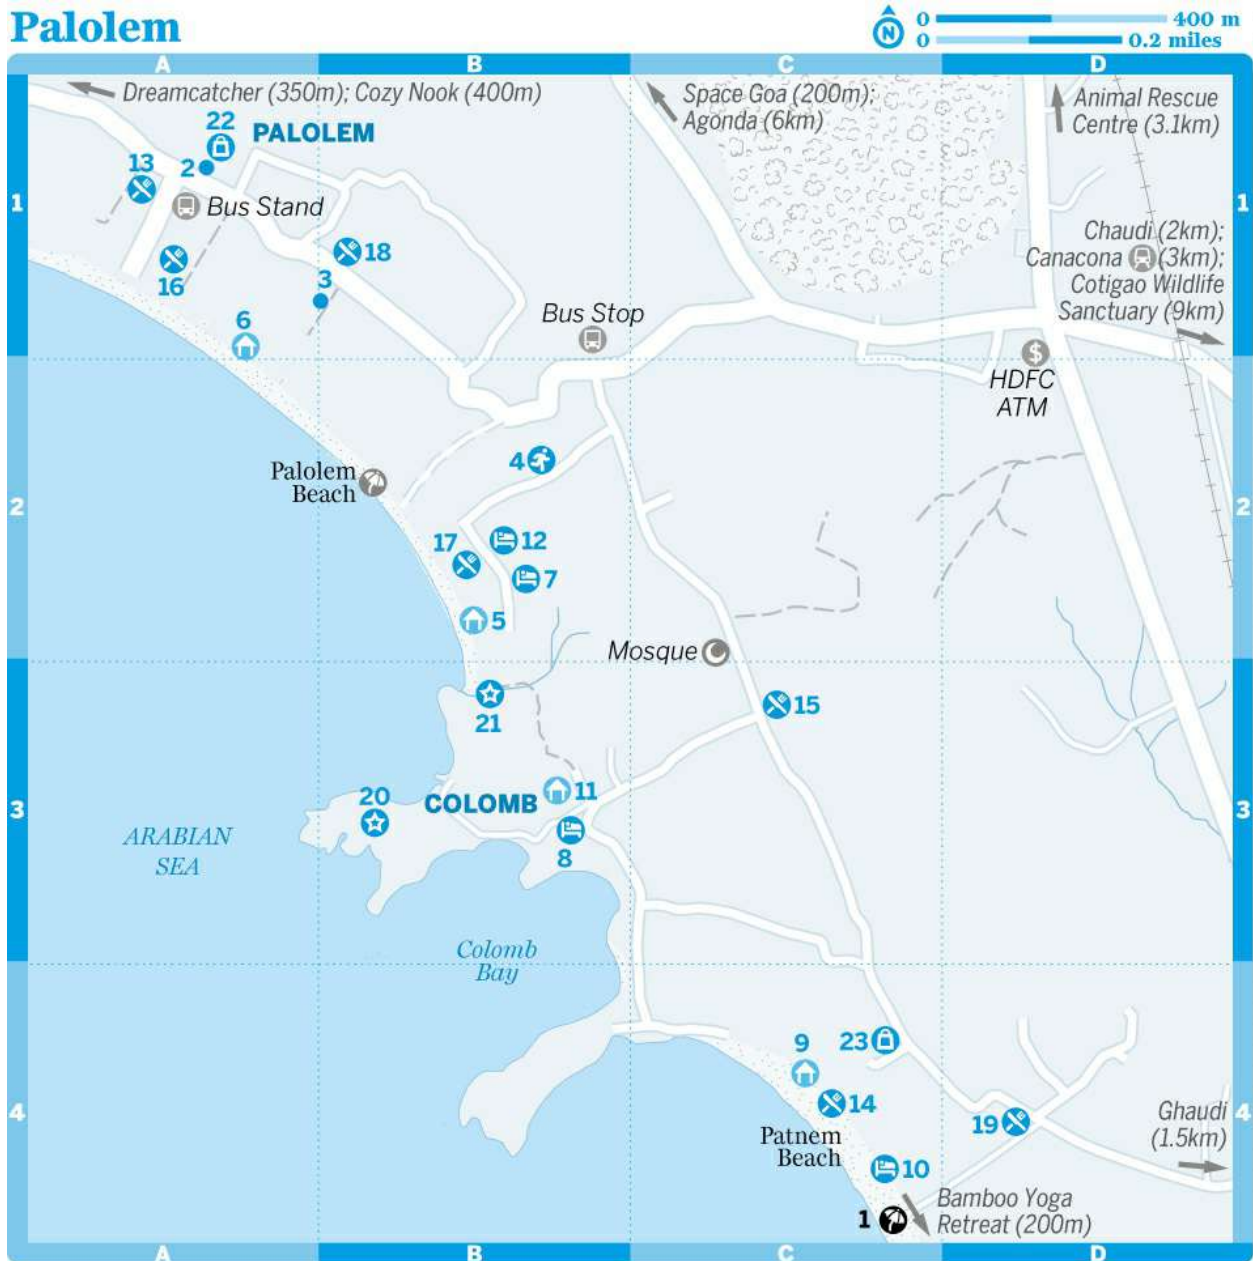 Palolem
N
0 400 m
0 0.2 miles
A B C D
Dreamcatcher (350m); Cozy Nook (400m)
Space Goa (200m);
Agonda (6km)
Animal Rescue
Centre (3.1km)
22
PALOLEM
13
2
1
1
Bus Stand
18
16
3
Chaudi (2km);
Canacona (3km);
Cotigao Wildlife
Sanctuary (9km)
6
Bus Stop
$
HDFC
ATM
4
Palolem
Beach
2
2
17
12
7
5
Mosque
21
15
20
COLOMB
11
3
3
8
ARABIAN
SEA
Colomb
Bay
9
23
14
19
4
4
Ghaudi
(1.5km)
Patnem
Beach
10
1
Bamboo Yoga
Retreat (200m)
A B C D